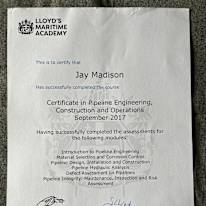 LLOYD'S
MARITIME
ACADEMY
This is to certify that
Jay Madison
Has successfully completed the course
Certificate in Pipeline Engineering,
Construction and Operations
September 2017
Having successfully completed the assessments for
the following modules:
Introduction to Pipeline Engineering
Material Selection and Corrosion Control
Pipeline: Design, Installation and Construction
Pipeline Hydraulic Analysis
Defect Assessment on Pipelines
Pipeline Integrity: Maintenance, Inspection and Risk
Assessment